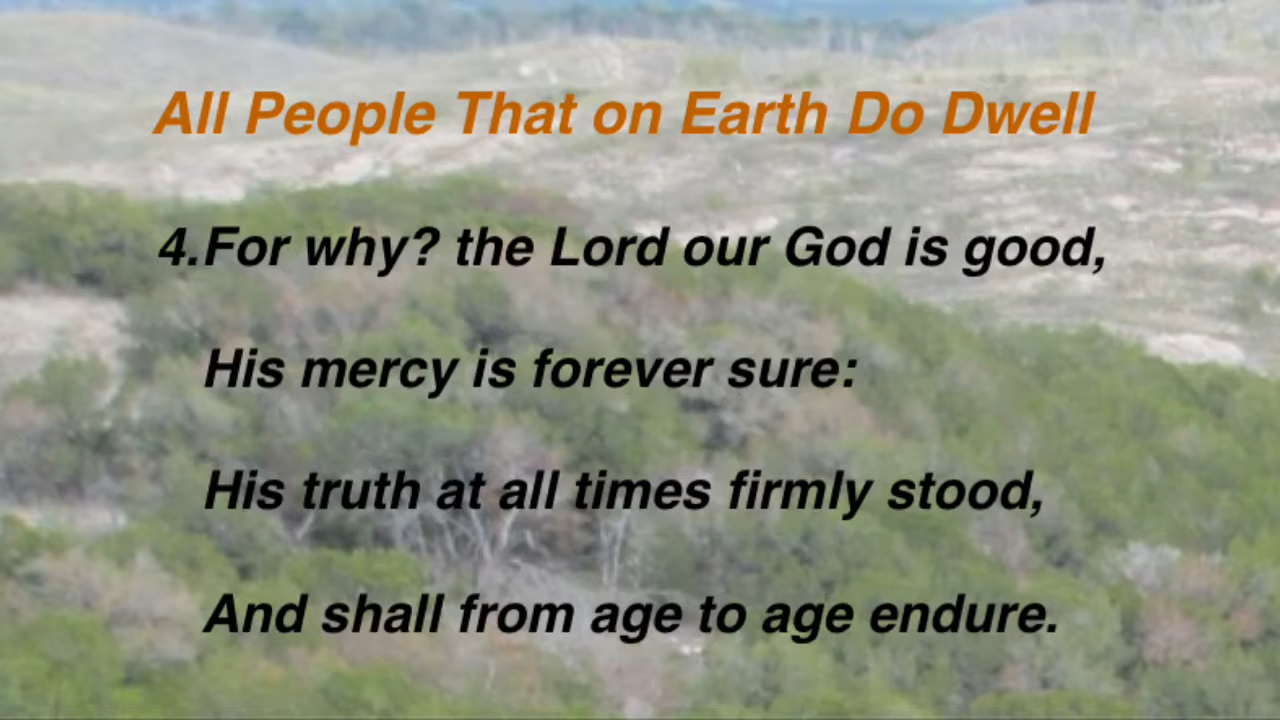 All People That on Earth Do Dwell
4.For why? the Lord our God is good,
His mercy is forever sure:
His truth at all times firmly stood,
And shall from age to age endure.